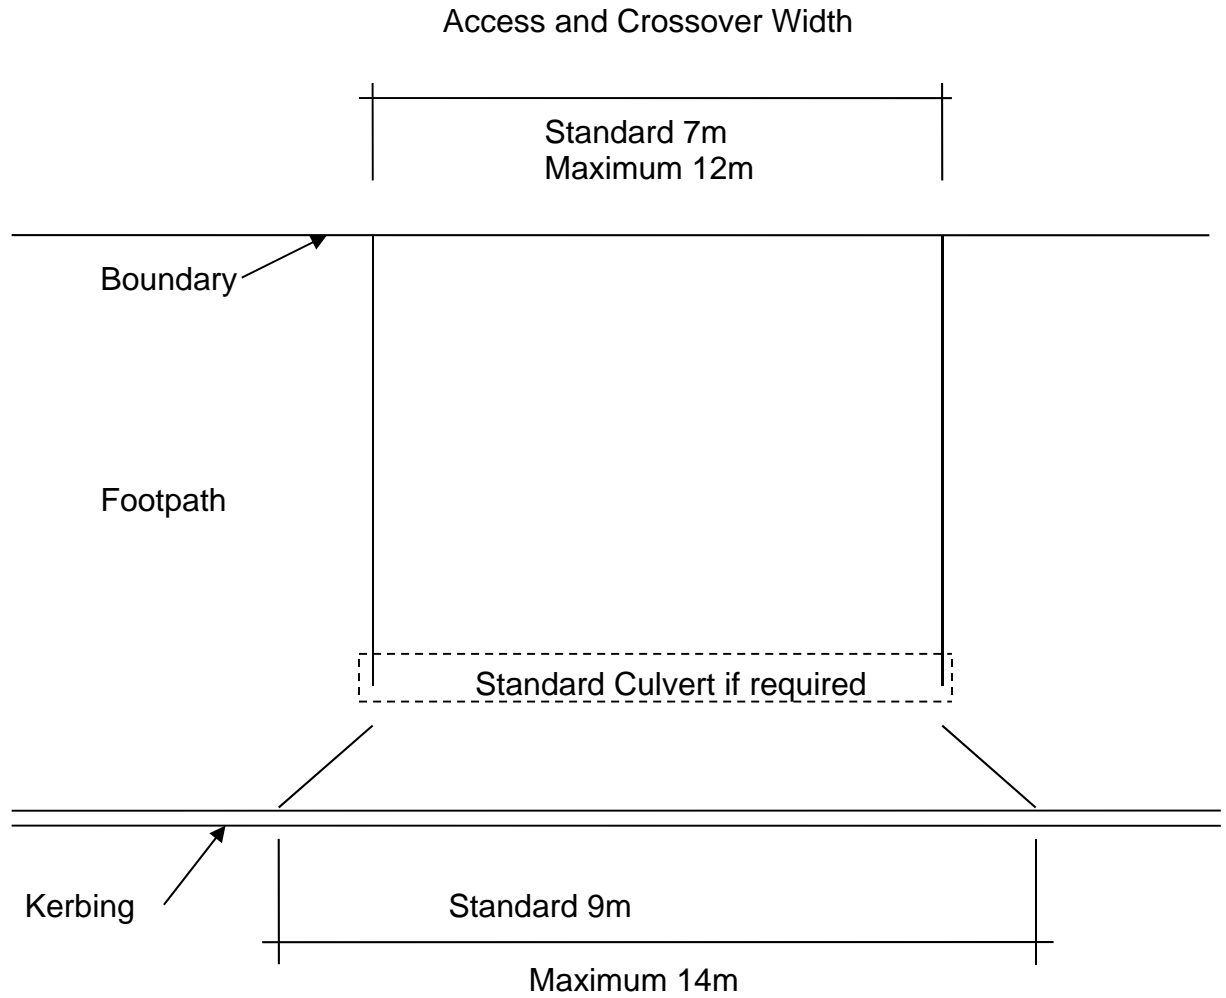 Access and Crossover Width
Standard 7m
Maximum 12m
Boundary
Footpath
Standard Culvert if required
Kerbing
Standard 9m
Maximum 14m